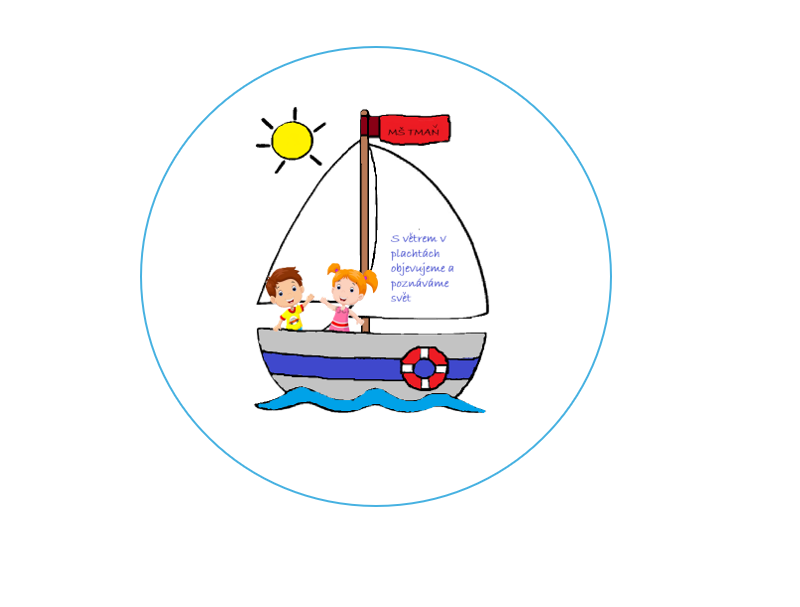 MŠ TMAŇ
S větrem v
plachtách
objevujeme a
poznáváme
svět